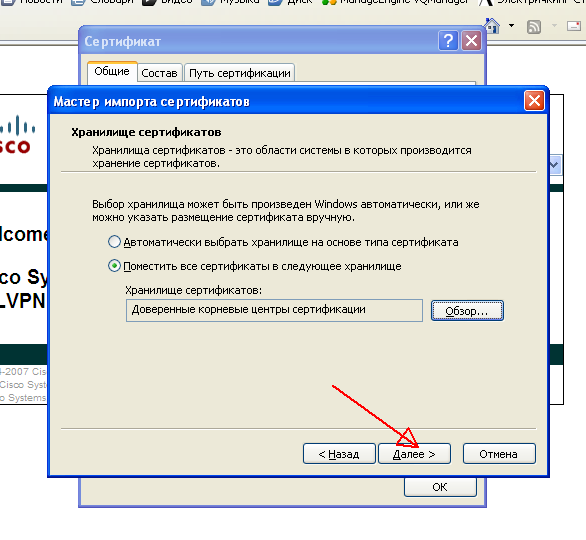 Новости Словари Видео Музыка Диск ManageEngine VQManager
Сертификат
Общие Состав Путь сертификации
Мастер импорта сертификатов
Хранилище сертификатов
Хранилища сертификатов - это области системы в которых производится
хранение сертификатов.
Выбор хранилища может быть произведен Windows автоматически, или же
можно указать размещение сертификата вручную.
Автоматически выбрать хранилище на основе типа сертификата
Поместить все сертификаты в следующее хранилище
Хранилище сертификатов:
Доверенные корневые центры сертификации
Обзор...
< Назад Далее > Отмена
OK
sco
lcome
co Sy
LVPN
-2007 Cis
Cisco Syst
o Systems